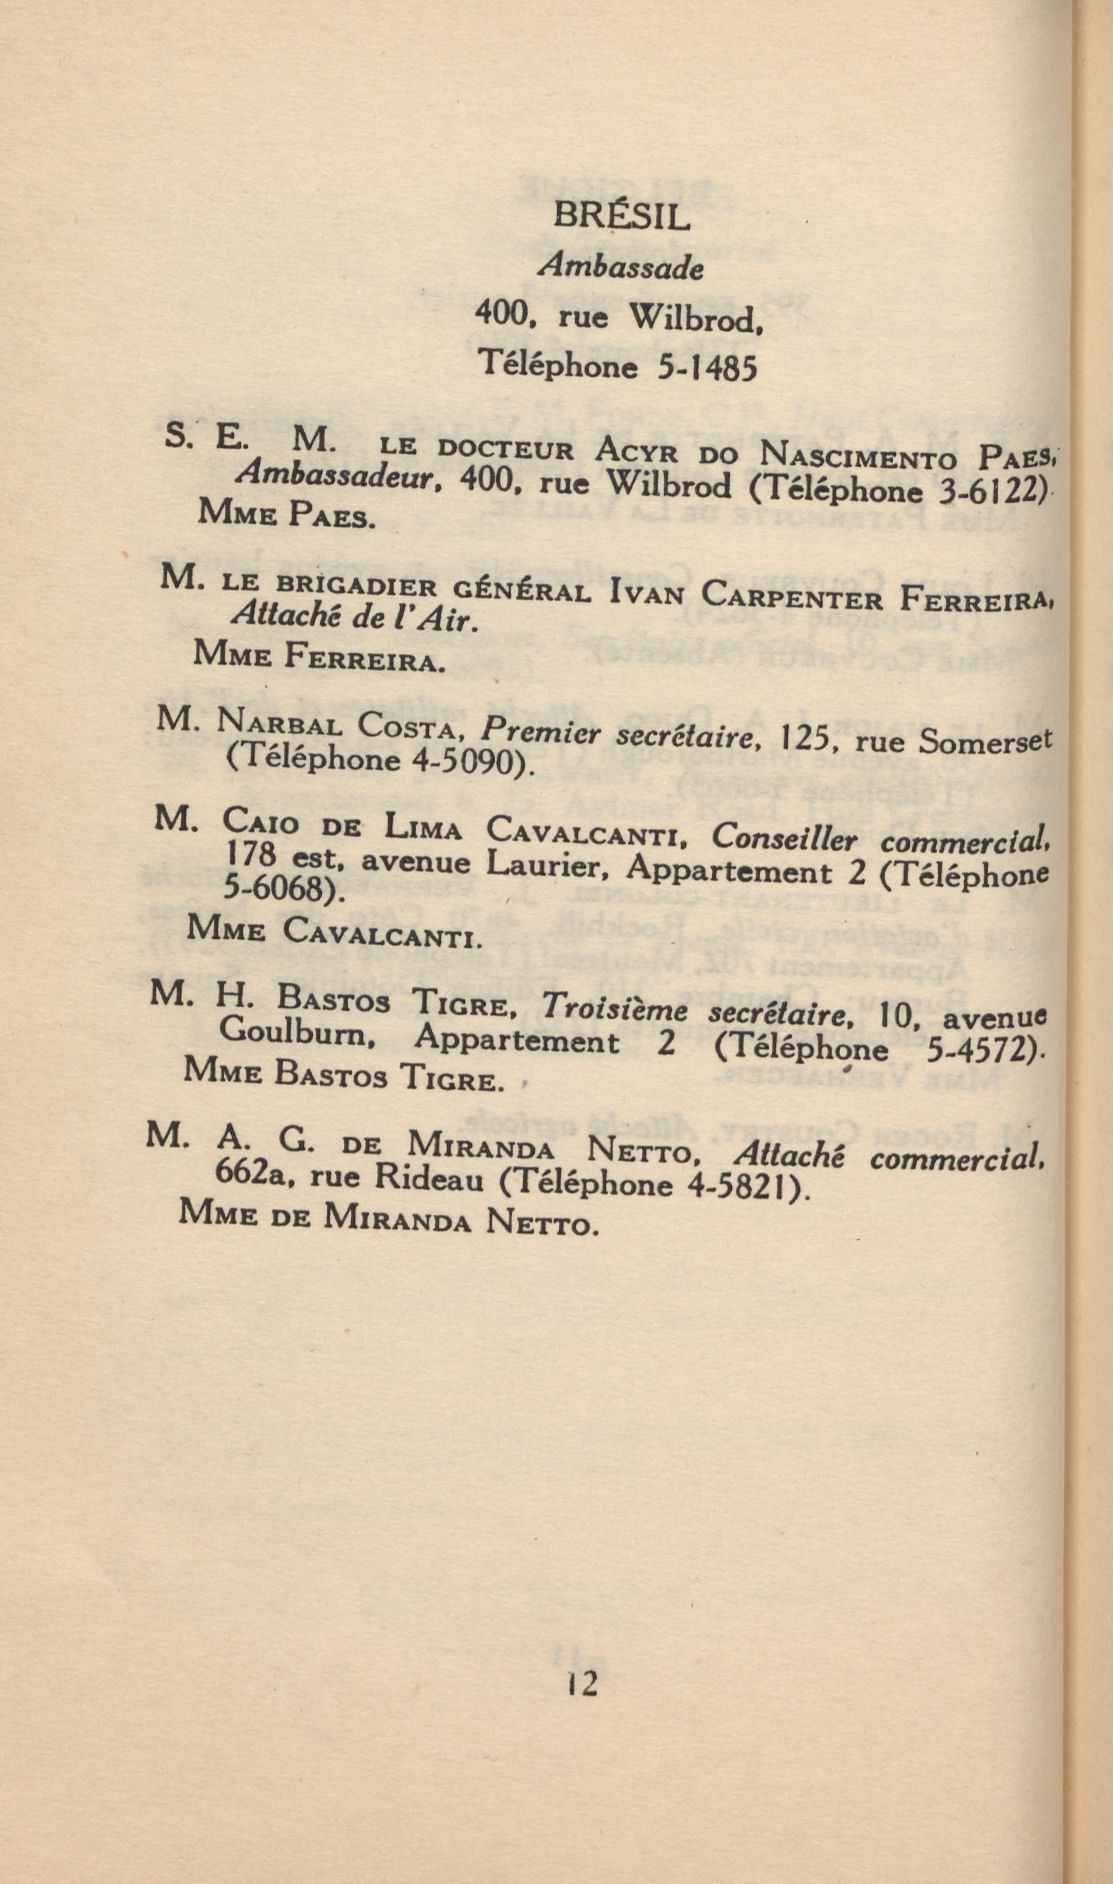 BRÉSIL
Ambassade
400, rue Wilbrod,
Téléphone 5-1485
S. E. M. LE DOCTEUR ACYR DO NASCIMENTO PAES,
Ambassadeur, 400, rue Wilbrod (Téléphone 3-6122).
MME PAES.
M. LE BRIGADIER GÉNÉRAL IVAN CARPENTER FERREIRA,
Attaché de l'Air.
MME FERREIRA.
M. NARBAL COSTA, Premier secrétaire, 125, rue Somerset
(Téléphone 4-5090).
M. CAIO DE LIMA CAVALCANTI, Conseiller commercial,
178 est, avenue Laurier, Appartement 2 (Téléphone
5-6068).
MME CAVALCANTI.
M. H. BASTOS TIGRE, Troisième secrétaire, 10, avenue
Goulburn, Appartement 2 (Téléphone 5-4572).
MME BASTOS TIGRE.
M. A. G. DE MIRANDA NETTO, Attaché commercial,
662a, rue Rideau (Téléphone 4-5821).
MME DE MIRANDA NETTO.
12